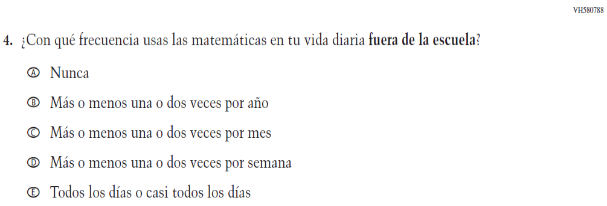 VH580788
4. ¿Con qué frecuencia usas las matemáticas en tu vida diaria fuera de la escuela?
Ⓐ Nunca
Ⓑ Más o menos una o dos veces por año
Ⓒ Más o menos una o dos veces por mes
Ⓓ Más o menos una o dos veces por semana
Ⓔ Todos los días o casi todos los días